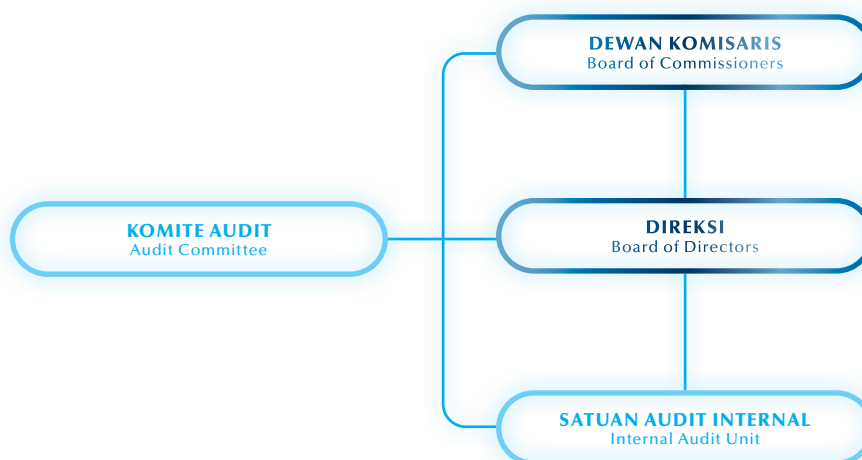 DEWAN KOMISARIS
Board of Commissioners
KOMITE AUDIT
Audit Committee
DIREKSI
Board of Directors
SATUAN AUDIT INTERNAL
Internal Audit Unit